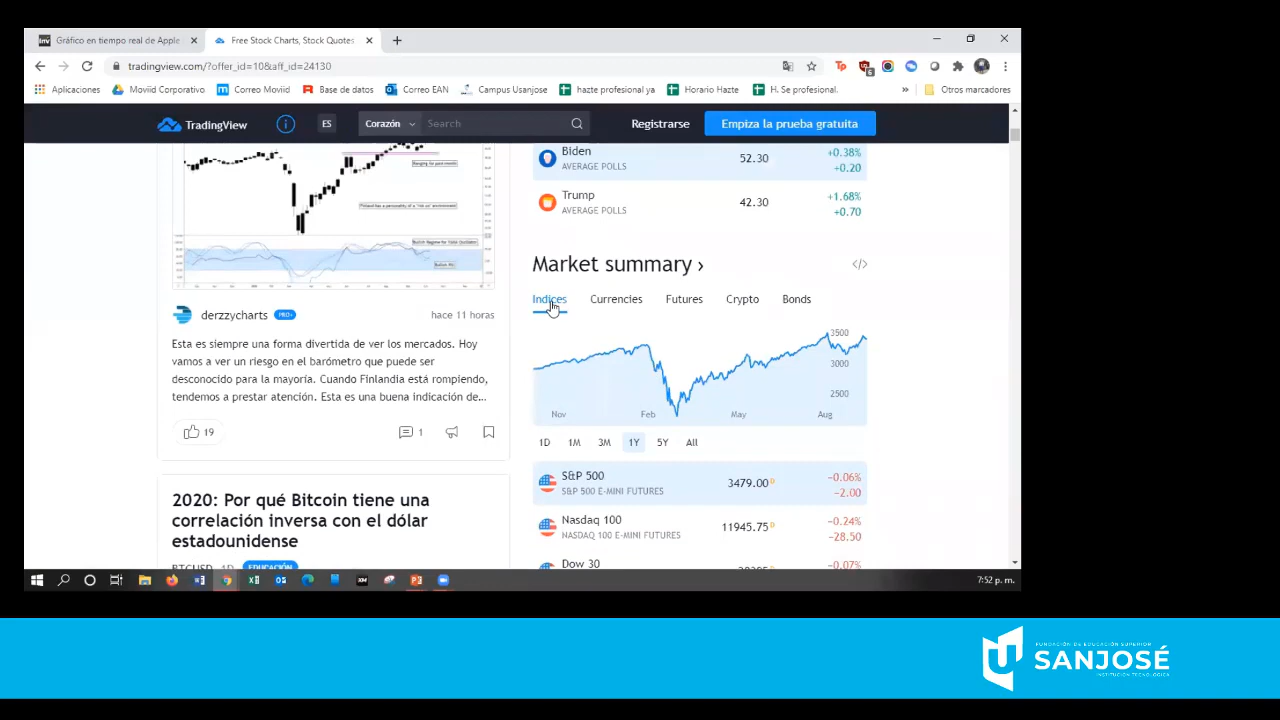 Gráfico en tiempo real de Apple
Free Stock Charts, Stock Quotes
tradingview.com/?offer_id=10&aff_id=24130
Aplicaciones
Moviid Corporativo
Correo Moviid
Base de datos
Correo EAN
Campus Usanjose
hazte profesional ya
Horario Hazte
H. Se profesional.
»
Otros marcadores
TradingView
ES
Corazón
Search
Registrarse
Empiza la prueba gratuita
derzzycharts PRO+ hace 11 horas
Esta es siempre una forma divertida de ver los mercados. Hoy
vamos a ver un riesgo en el barómetro que puede ser
desconocido para la mayoría. Cuando Finlandia está rompiendo,
tendemos a prestar atención. Esta es una buena indicación de...
19
1
2020: Por qué Bitcoin tiene una
correlación inversa con el dólar
estadounidense
BTCUSD, 1D EDUCACIÓN
Biden
AVERAGE POLLS
52.30
+0.38%
+0.20
Trump
AVERAGE POLLS
42.30
+1.68%
+0.70
Market summary ›
</>
Indices Currencies Futures Crypto Bonds
3500
3000
2500
Nov Feb May Aug
1D 1M 3M 1Y 5Y All
S&P 500
S&P 500 E-MINI FUTURES
3479.00 D
−0.06%
−2.00
Nasdaq 100
NASDAQ 100 E-MINI FUTURES
11945.75 D
−0.24%
−28.50
Dow 30
−0.07%
7:52 p. m.
FUNDACIÓN DE EDUCACIÓN SUPERIOR
SANJOSÉ
INSTITUCIÓN TECNOLÓGICA